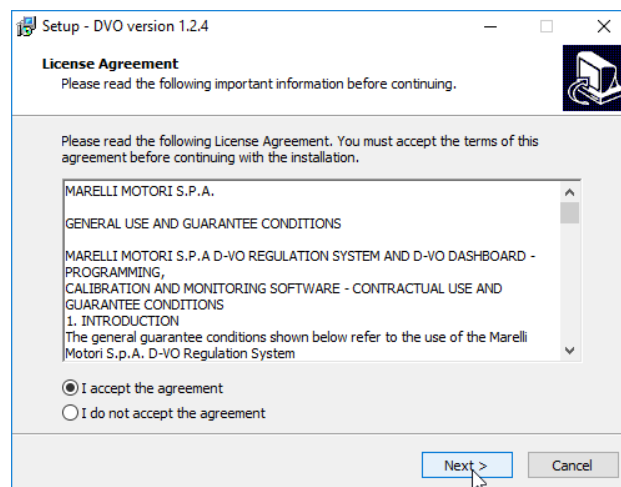 Setup - DVO version 1.2.4
License Agreement
Please read the following important information before continuing.
Please read the following License Agreement. You must accept the terms of this
agreement before continuing with the installation.
MARELLI MOTORI S.P.A.
GENERAL USE AND GUARANTEE CONDITIONS
MARELLI MOTORI S.P.A D-VO REGULATION SYSTEM AND D-VO DASHBOARD -
PROGRAMMING,
CALIBRATION AND MONITORING SOFTWARE - CONTRACTUAL USE AND
GUARANTEE CONDITIONS
1. INTRODUCTION
The general guarantee conditions shown below refer to the use of the Marelli
Motori S.p.A. D-VO Regulation System
I accept the agreement
I do not accept the agreement
Next >
Cancel